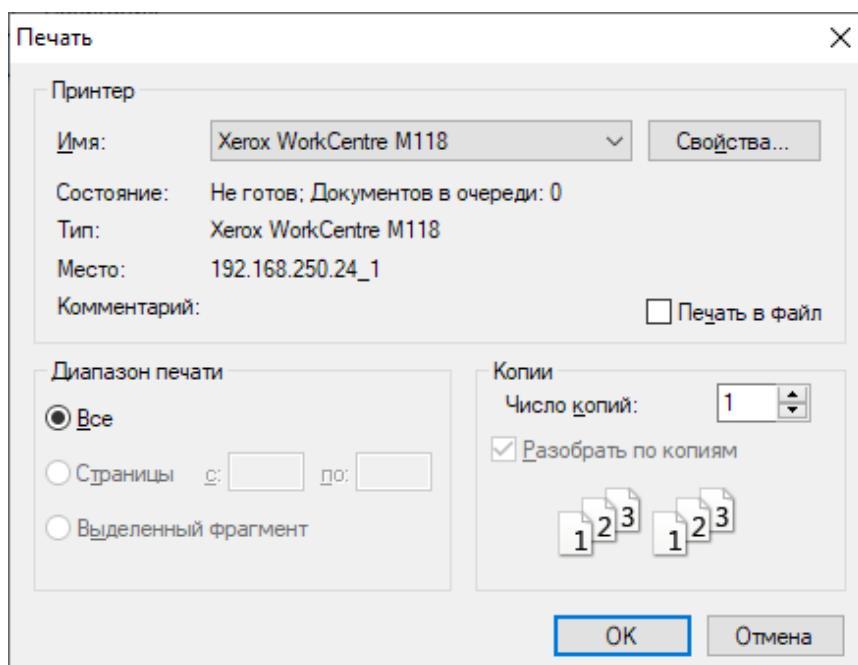 Печать
Принтер
Имя: Xerox WorkCentre M118 Свойства...
Состояние: Не готов; Документов в очереди: 0
Тип: Xerox WorkCentre M118
Место: 192.168.250.24_1
Комментарий:
Печать в файл
Диапазон печати
Все
Страницы с: по:
Выделенный фрагмент
Копии
Число копий: 1
Разобрать по копиям
1 2 3 1 2 3
OK Отмена